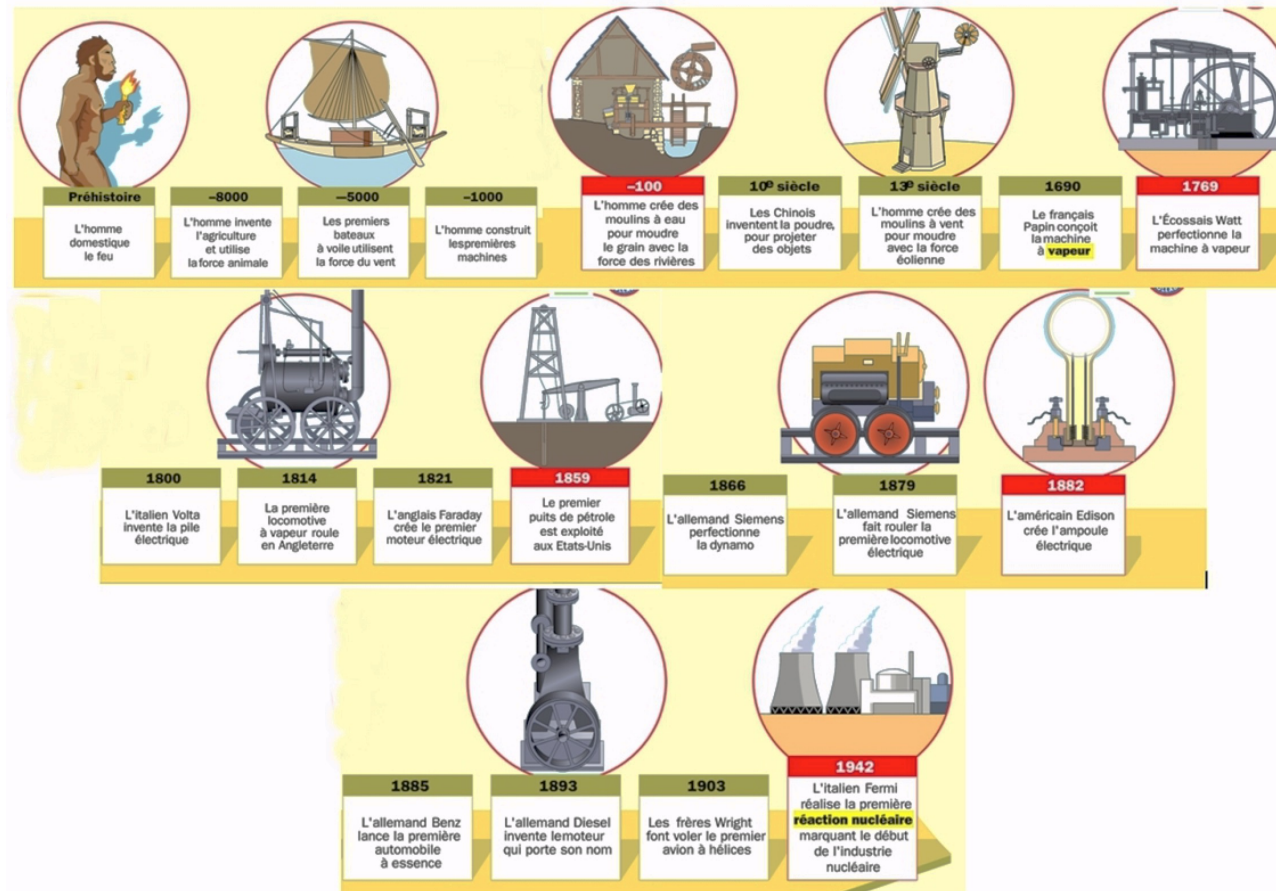 Préhistoire
L'homme
domestique
le feu
–8000
L'homme invente
l'agriculture
et utilise
la force animale
—5000
Les premiers
bateaux
à voile utilisent
la force du vent
–1000
L'homme construit
lespremières
machines
–100
L'homme crée des
moulins à eau
pour moudre
le grain avec la
force des rivières
10e siècle
Les Chinois
inventent la poudre,
pour projeter
des objets
13e siècle
L'homme crée des
moulins à vent
pour moudre
avec la force
éolienne
1690
Le français
Papin conçoit
la machine
à vapeur
1769
L'Écossais Watt
perfectionne la
machine à vapeur
1800
L'italien Volta
invente la pile
électrique
1814
La première
locomotive
à vapeur roule
en Angleterre
1821
L'anglais Faraday
crée le premier
moteur électrique
1859
Le premier
puits de pétrole
est exploité
aux Etats-Unis
1866
L'allemand Siemens
perfectionne
la dynamo
1879
L'allemand Siemens
fait rouler la
première locomotive
électrique
1882
L'américain Edison
crée l'ampoule
électrique
1885
L'allemand Benz
lance la première
automobile
à essence
1893
L'allemand Diesel
invente lemoteur
qui porte son nom
1903
Les frères Wright
font voler le premier
avion à hélices
1942
L'italien Fermi
réalise la première
réaction nucléaire
marquant le début
de l'industrie
nucléaire